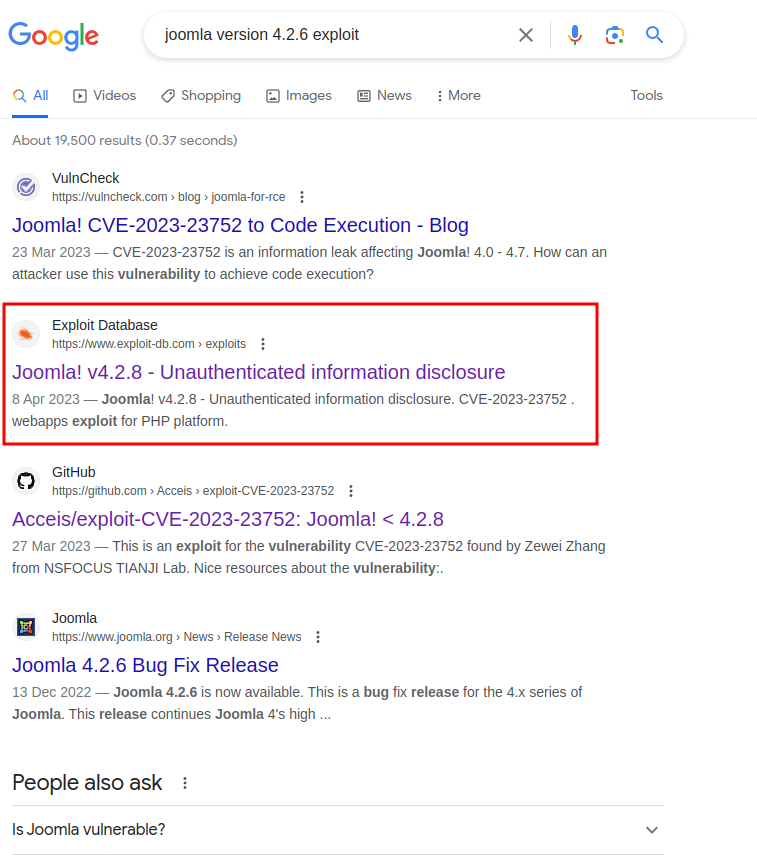 Google
joomla version 4.2.6 exploit
All Videos Shopping Images News More Tools
About 19,500 results (0.37 seconds)
VulnCheck
https://vulncheck.com › blog › joomla-for-rce
Joomla! CVE-2023-23752 to Code Execution - Blog
23 Mar 2023 — CVE-2023-23752 is an information leak affecting Joomla! 4.0 - 4.7. How can an
attacker use this vulnerability to achieve code execution?
Exploit Database
https://www.exploit-db.com › exploits
Joomla! v4.2.8 - Unauthenticated information disclosure
8 Apr 2023 — Joomla! v4.2.8 - Unauthenticated information disclosure. CVE-2023-23752 .
webapps exploit for PHP platform.
GitHub
https://github.com › Acceis › exploit-CVE-2023-23752
Acceis/exploit-CVE-2023-23752: Joomla! < 4.2.8
27 Mar 2023 — This is an exploit for the vulnerability CVE-2023-23752 found by Zewei Zhang
from NSFOCUS TIANJI Lab. Nice resources about the vulnerability:.
Joomla
https://www.joomla.org › News › Release News
Joomla 4.2.6 Bug Fix Release
13 Dec 2022 — Joomla 4.2.6 is now available. This is a bug fix release for the 4.x series of
Joomla. This release continues Joomla 4's high ...
People also ask
Is Joomla vulnerable?